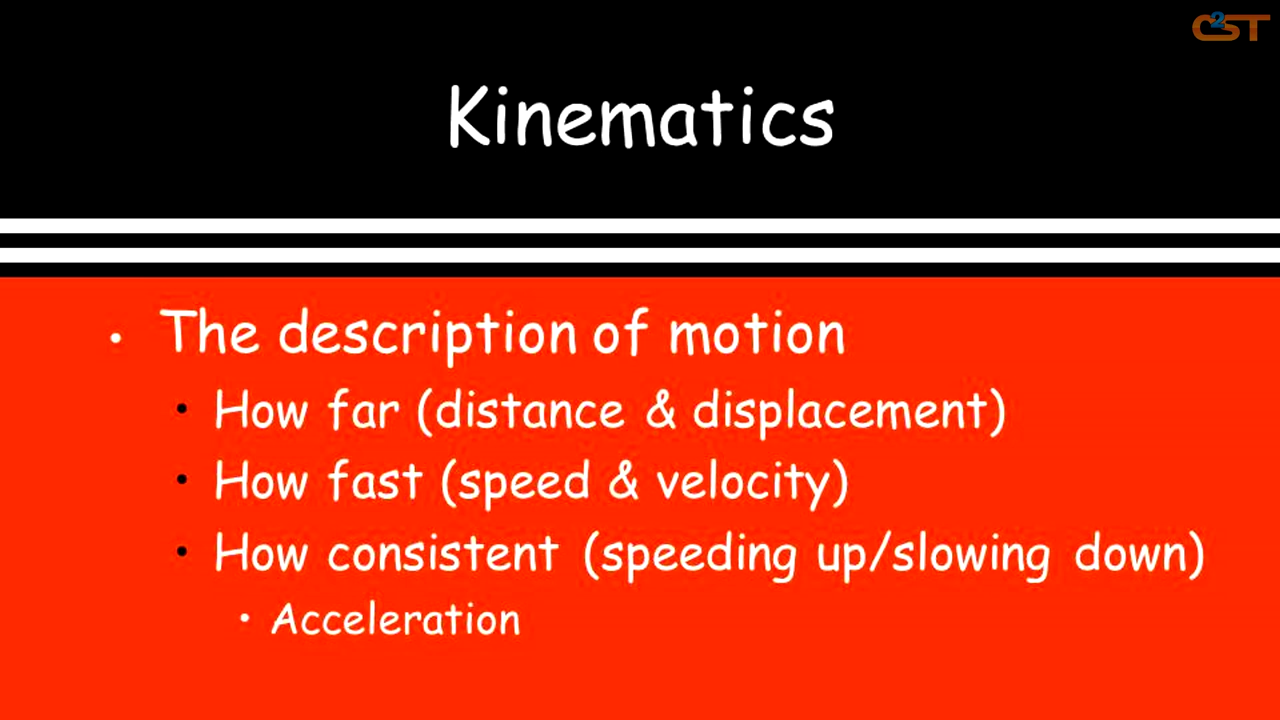 C2ST
Kinematics
• The description of motion
• How far (distance & displacement)
• How fast (speed & velocity)
• How consistent (speeding up/slowing down)
• Acceleration